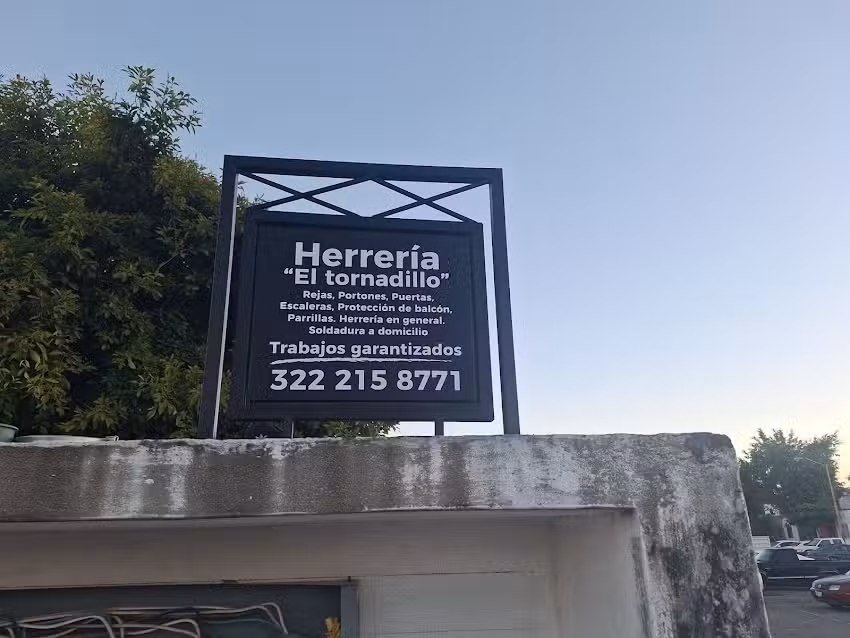 Herrería
“El tornadillo”
Rejas, Portones, Puertas,
Escaleras, Protección de balcón,
Parrillas. Herrería en general.
Soldadura a domicilio
Trabajos garantizados
322 215 8771